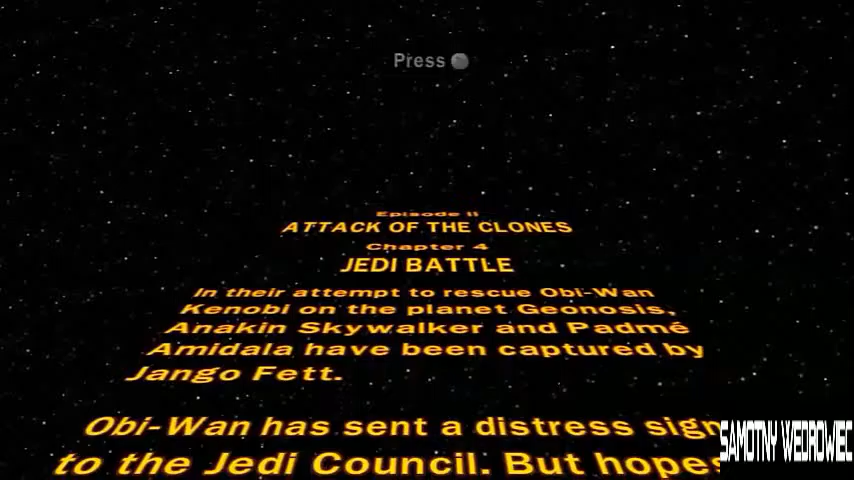 Press
Episode II
ATTACK OF THE CLONES
Chapter 4
JEDI BATTLE
In their attempt to rescue Obi-Wan
Kenobi on the planet Geonosis,
Anakin Skywalker and Padmé
Amidala have been captured by
Jango Fett.
Obi-Wan has sent a distress sign
to the Jedi Council. But hopes
SAMOTNY WEDROWIEC